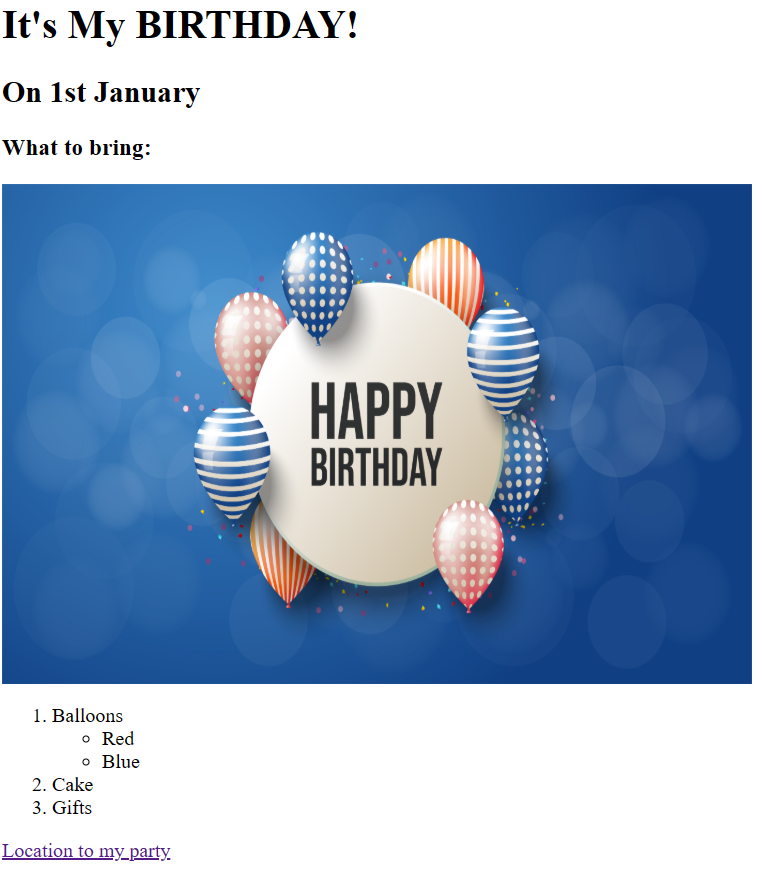 It's My BIRTHDAY!
On 1st January
What to bring:
HAPPY
BIRTHDAY
1. Balloons
○ Red
○ Blue
2. Cake
3. Gifts
Location to my party